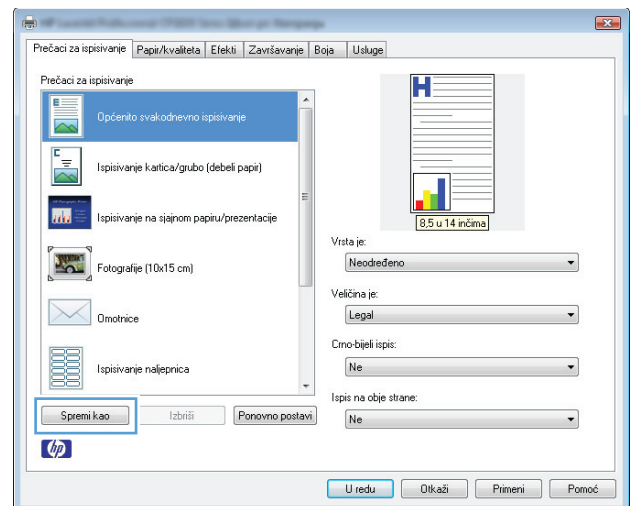 Prečaci za ispisivanje Papir/kvaliteta Efekti Završavanje Boja Usluge
Prečaci za ispisivanje
Općenito svakodnevno ispisivanje
Ispisivanje kartica/grubo (debeli papir)
Ispisivanje na sjajnom papiru/prezentacije
Fotografije (10x15 cm)
Omotnice
Ispisivanje naljepnica
Spremi kao Izbriši Ponovno postavi
hp
H
8,5 u 14 inčima
Vrsta je:
Neodređeno
Veličina je:
Legal
Crno-bijeli ispis:
Ne
Ispis na obje strane:
Ne
U redu Otkaži Primeni Pomoć